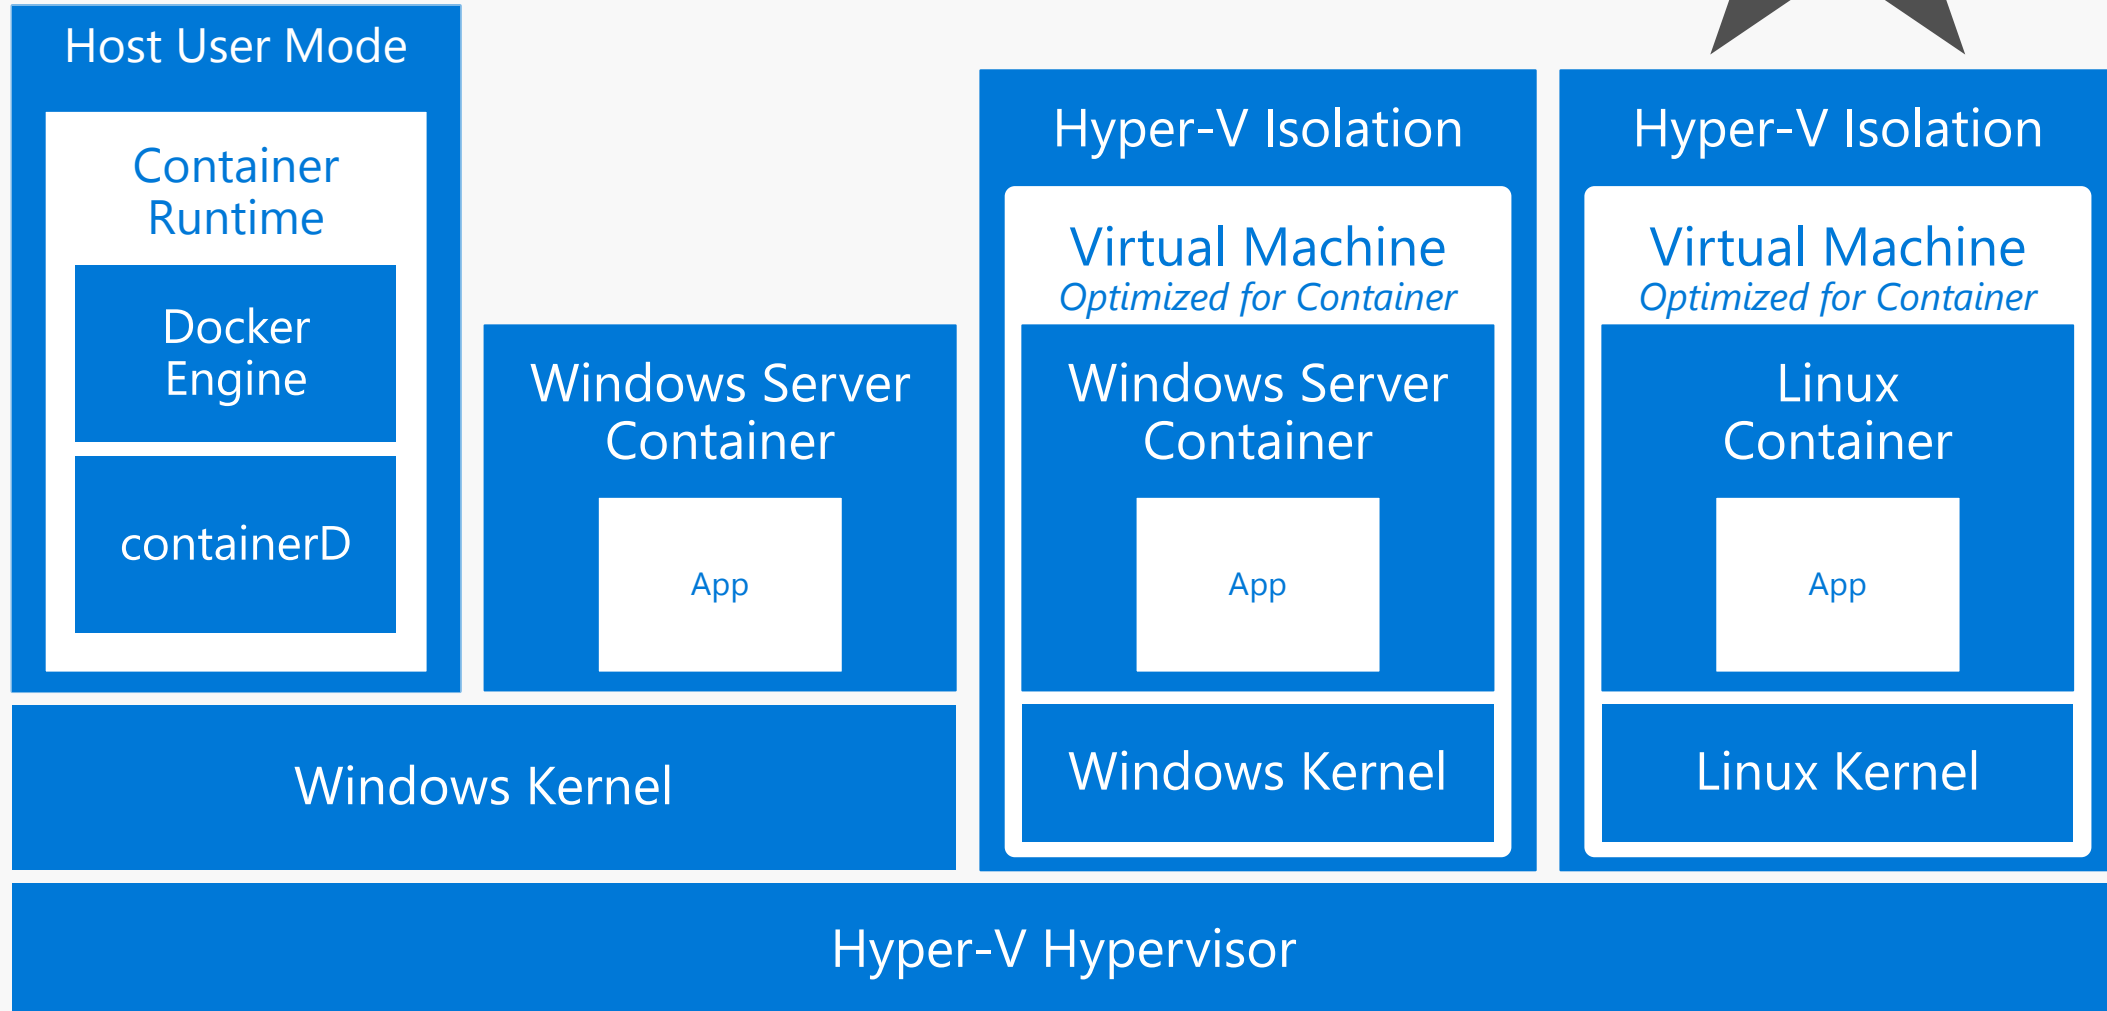 Host User Mode
Container
Runtime
Docker
Engine
containerD
Windows Server
Container
App
Windows Kernel
Hyper-V Isolation
Virtual Machine
Optimized for Container
Windows Server
Container
App
Windows Kernel
Hyper-V Isolation
Virtual Machine
Optimized for Container
Linux
Container
App
Linux Kernel
Hyper-V Hypervisor